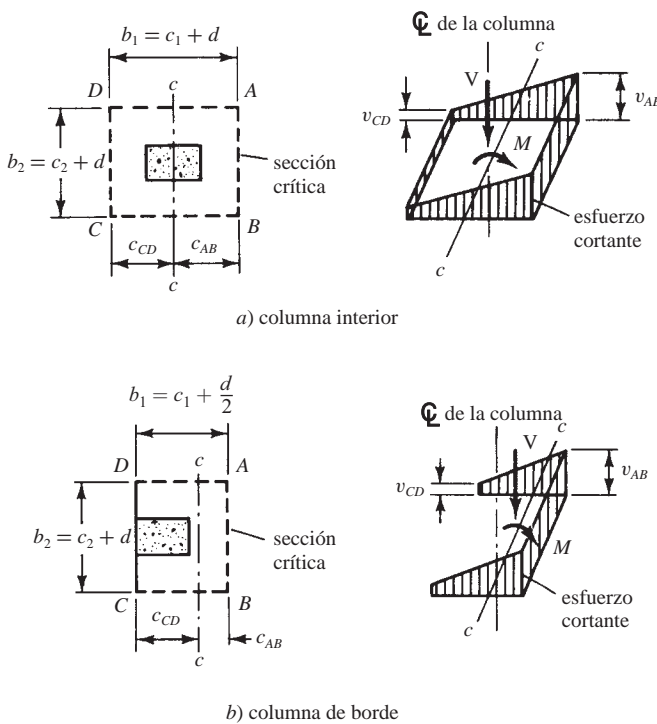 b₁ = c₁ + d
c
D
A
b₂ = c₂ + d
sección
crítica
C
B
c_CD
c_AB
c
℄ de la columna
c
V
v_CD
v_AB
M
esfuerzo
cortante
c
a) columna interior
b₁ = c₁ + d/2
D
c
A
b₂ = c₂ + d
sección
crítica
C
B
c_CD
c_AB
c
℄ de la columna
c
V
v_CD
v_AB
M
esfuerzo
cortante
c
b) columna de borde